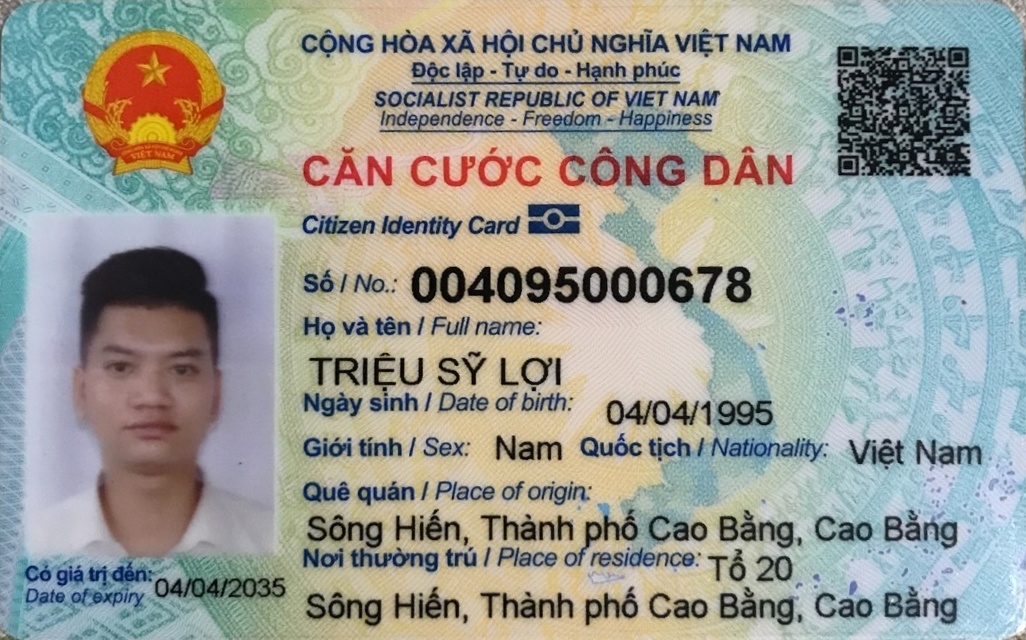 CỘNG HÒA XÃ HỘI CHỦ NGHĨA VIỆT NAM
Độc lập - Tự do - Hạnh phúc
SOCIALIST REPUBLIC OF VIET NAM
Independence - Freedom - Happiness
CĂN CƯỚC CÔNG DÂN
Citizen Identity Card
Số / No.: 004095000678
Họ và tên / Full name:
TRIỆU SỸ LỢI
Ngày sinh / Date of birth: 04/04/1995
Giới tính / Sex: Nam Quốc tịch / Nationality: Việt Nam
Quê quán / Place of origin:
Sông Hiến, Thành phố Cao Bằng, Cao Bằng
Nơi thường trú / Place of residence: Tổ 20
Sông Hiến, Thành phố Cao Bằng, Cao Bằng
Có giá trị đến: 04/04/2035
Date of expiry
VIỆT NAM